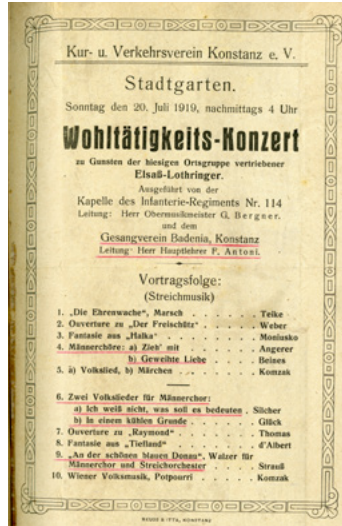 Kur- u. Verkehrsverein Konstanz e. V.
Stadtgarten.
Sonntag den 20. Juli 1919, nachmittags 4 Uhr
Wohltätigkeits-Konzert
zu Gunsten der hiesigen Ortsgruppe vertriebener
Elsaß-Lothringer.
Ausgeführt von der
Kapelle des Infanterie-Regiments Nr. 114
Leitung: Herr Obermusikmeister G. Bergner.
und dem
Gesangverein Badenia, Konstanz
Leitung: Herr Hauptlehrer F. Antoni.
Vortragsfolge:
(Streichmusik)
1. „Die Ehrenwache“, Marsch . . . . . Teike
2. Ouverture zu „Der Freischütz“ . . . . . Weber
3. Fantasie aus „Halka“ . . . . . Moniusko
4. Männerchöre: a) Zieh' mit . . . . . Angerer
b) Geweihte Liebe . . . . . Beines
5. a) Volkslied, b) Märchen . . . . . Komzak
6. Zwei Volkslieder für Männerchor:
a) Ich weiß nicht, was soll es bedeuten . Silcher
b) In einem kühlen Grunde . . . . . Glück
7. Ouverture zu „Raymond“ . . . . . Thomas
8. Fantasie aus „Tiefland“ . . . . . d'Albert
9. „An der schönen blauen Donau“, Walzer für
Männerchor und Streichorchester . . . . . Strauß
10. Wiener Volksmusik, Potpourri . . . . . Komzak
REUSS & ITTA, KONSTANZ